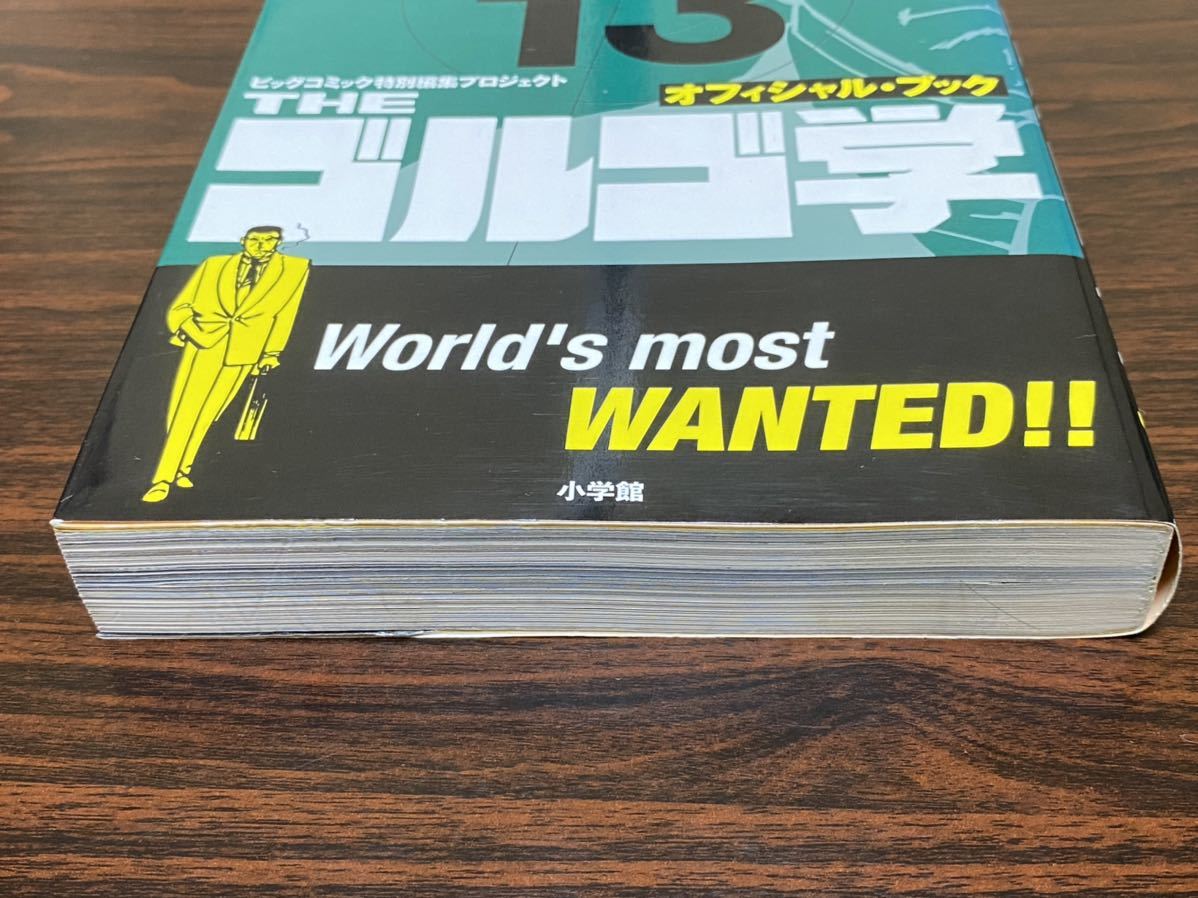 13
ビッグコミック特別編集プロジェクト
オフィシャル・ブック
THE
ゴルゴ学
World's most
WANTED!!
小学館